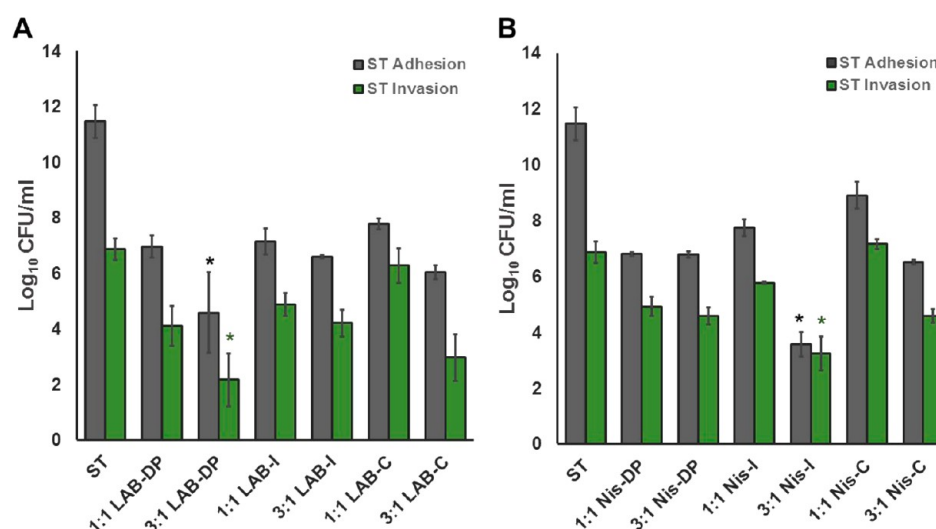 A
B
14
12
10
8
6
4
2
0
Log10 CFU/ml
ST Adhesion
ST Invasion
*
*
ST
1:1 LAB-DP
3:1 LAB-DP
1:1 LAB-I
3:1 LAB-I
1:1 LAB-C
3:1 LAB-C
14
12
10
8
6
4
2
0
Log10 CFU/ml
ST Adhesion
ST Invasion
*
*
ST
1:1 Nis-DP
3:1 Nis-DP
1:1 Nis-I
3:1 Nis-I
1:1 Nis-C
3:1 Nis-C